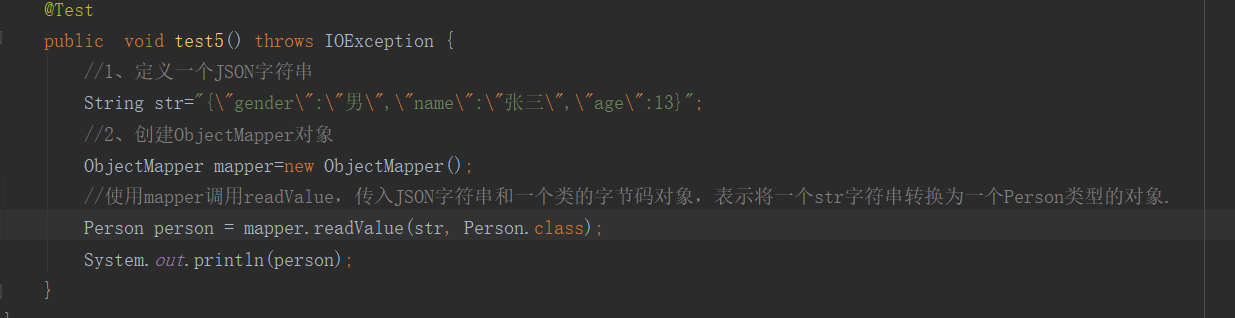 @Test
public  void test5() throws IOException {
//1、定义一个JSON字符串
String str="{\"gender\":\"男\",\"name\":\"张三\",\"age\":13}";
//2、创建ObjectMapper对象
ObjectMapper mapper=new ObjectMapper();
//使用mapper调用readValue，传入JSON字符串和一个类的字节码对象，表示将一个str字符串转换为一个Person类型的对象.
Person person = mapper.readValue(str, Person.class);
System.out.println(person);
}